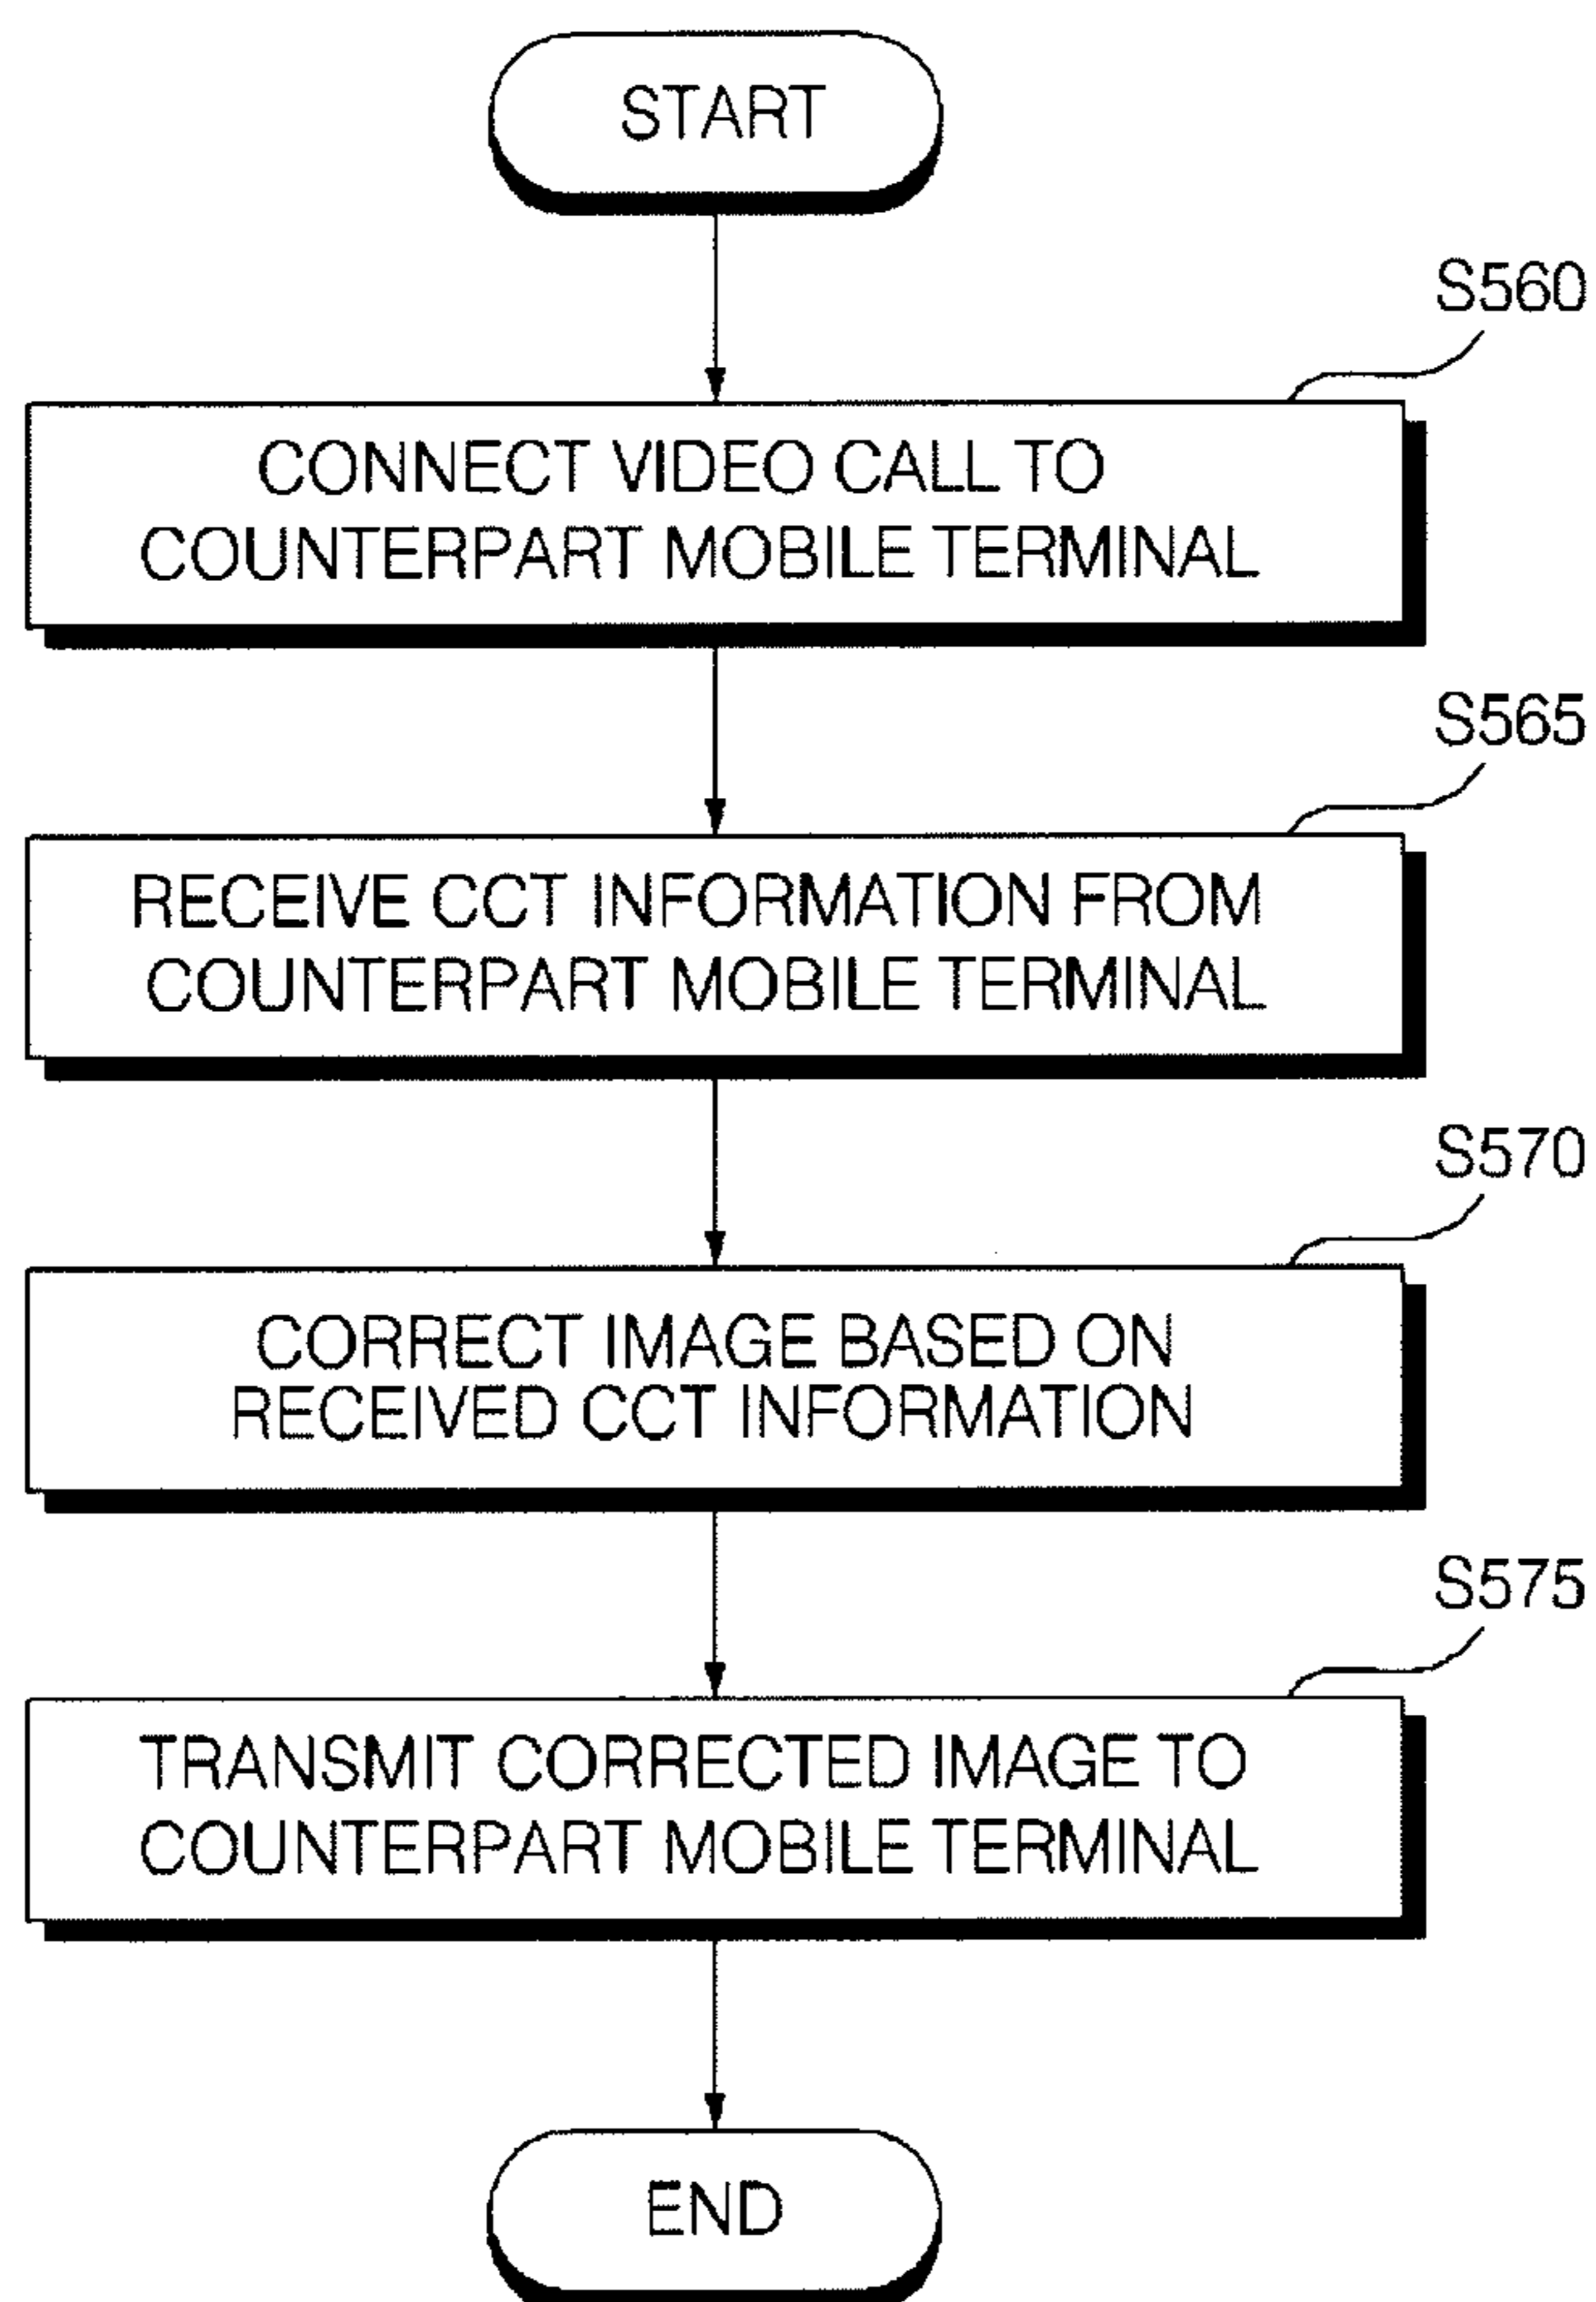 START
S560
CONNECT VIDEO CALL TO
COUNTERPART MOBILE TERMINAL
S565
RECEIVE CCT INFORMATION FROM
COUNTERPART MOBILE TERMINAL
S570
CORRECT IMAGE BASED ON
RECEIVED CCT INFORMATION
S575
TRANSMIT CORRECTED IMAGE TO
COUNTERPART MOBILE TERMINAL
END